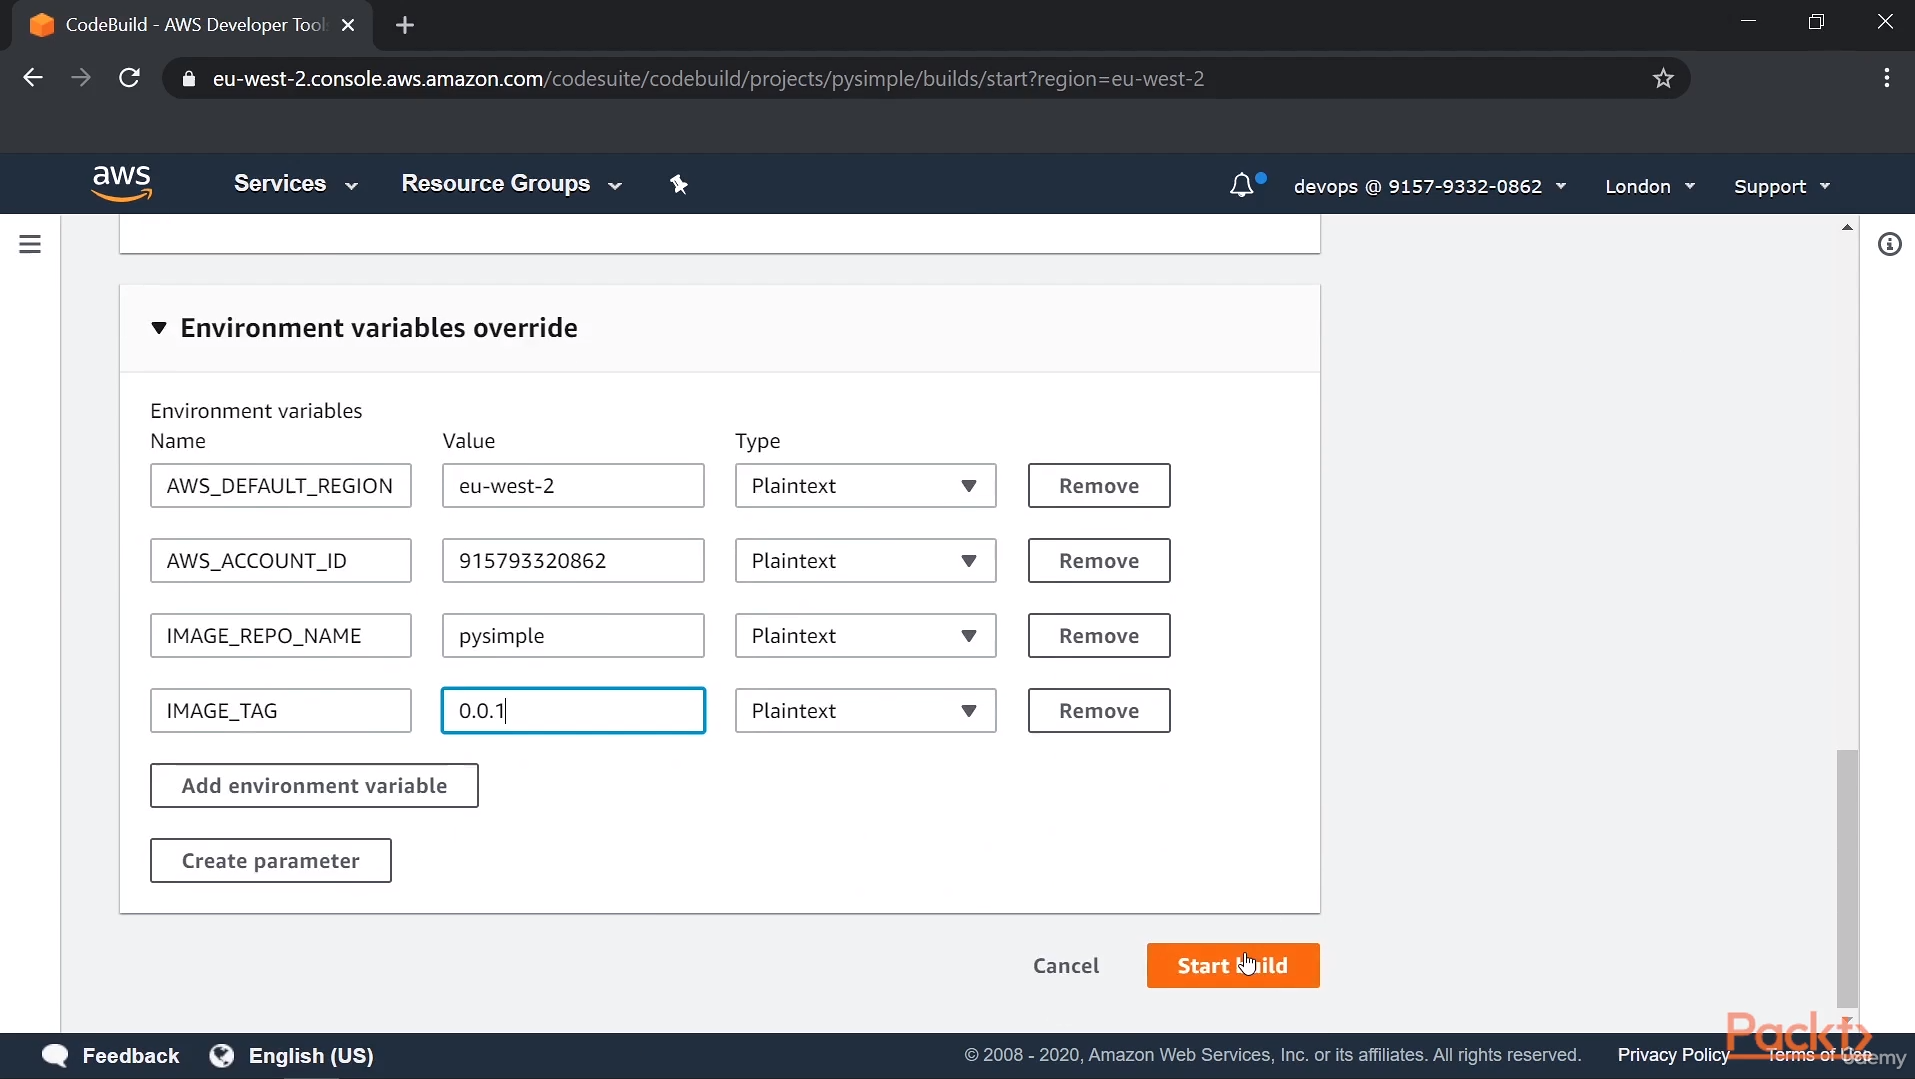 CodeBuild - AWS Developer Tool
eu-west-2.console.aws.amazon.com/codesuite/codebuild/projects/pysimple/builds/start?region=eu-west-2
aws
Services
Resource Groups
devops @ 9157-9332-0862
London
Support
Environment variables override
Environment variables
Name Value Type
AWS_DEFAULT_REGION eu-west-2 Plaintext Remove
AWS_ACCOUNT_ID 915793320862 Plaintext Remove
IMAGE_REPO_NAME pysimple Plaintext Remove
IMAGE_TAG 0.0.1 Plaintext Remove
Add environment variable
Create parameter
Cancel Start build
Feedback English (US) © 2008 - 2020, Amazon Web Services, Inc. or its affiliates. All rights reserved. Privacy Policy Terms of Use
Packt
Udemy